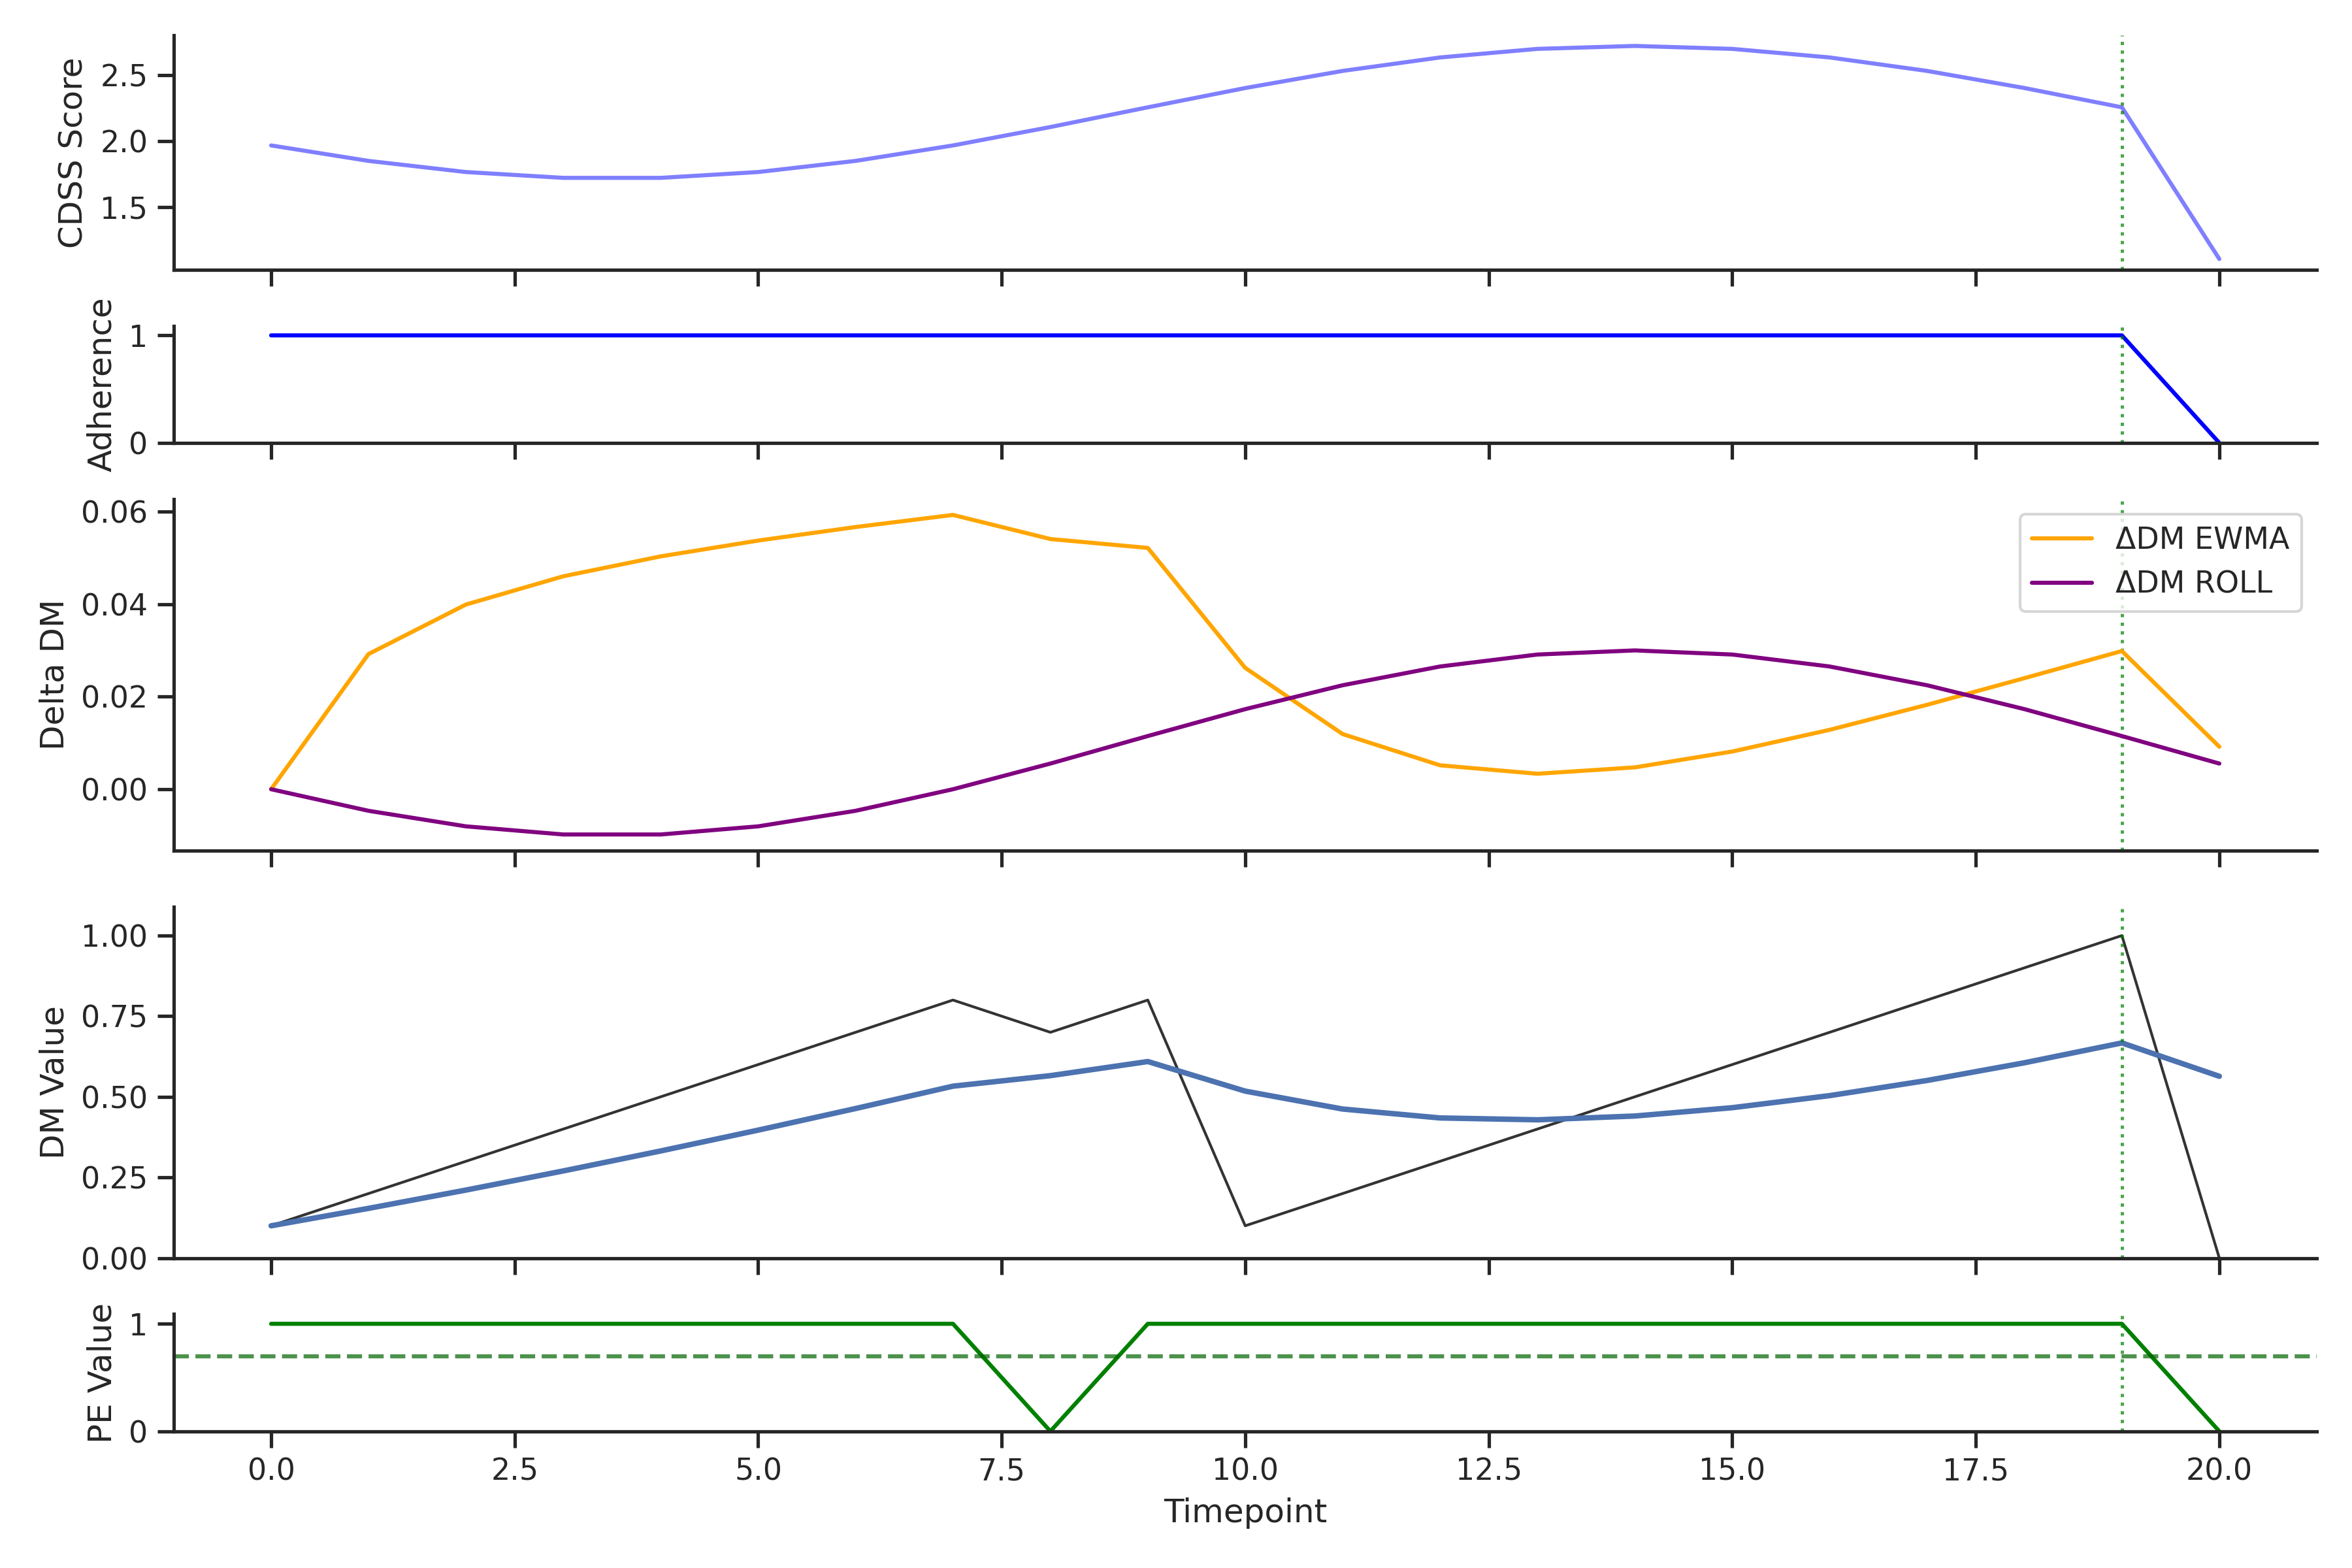 CDSS Score
2.5
2.0
1.5
Adherence
1
0
Delta DM
0.06
0.04
0.02
0.00
ΔDM EWMA
ΔDM ROLL
DM Value
1.00
0.75
0.50
0.25
0.00
PE Value
1
0
0.0 2.5 5.0 7.5 10.0 12.5 15.0 17.5 20.0
Timepoint